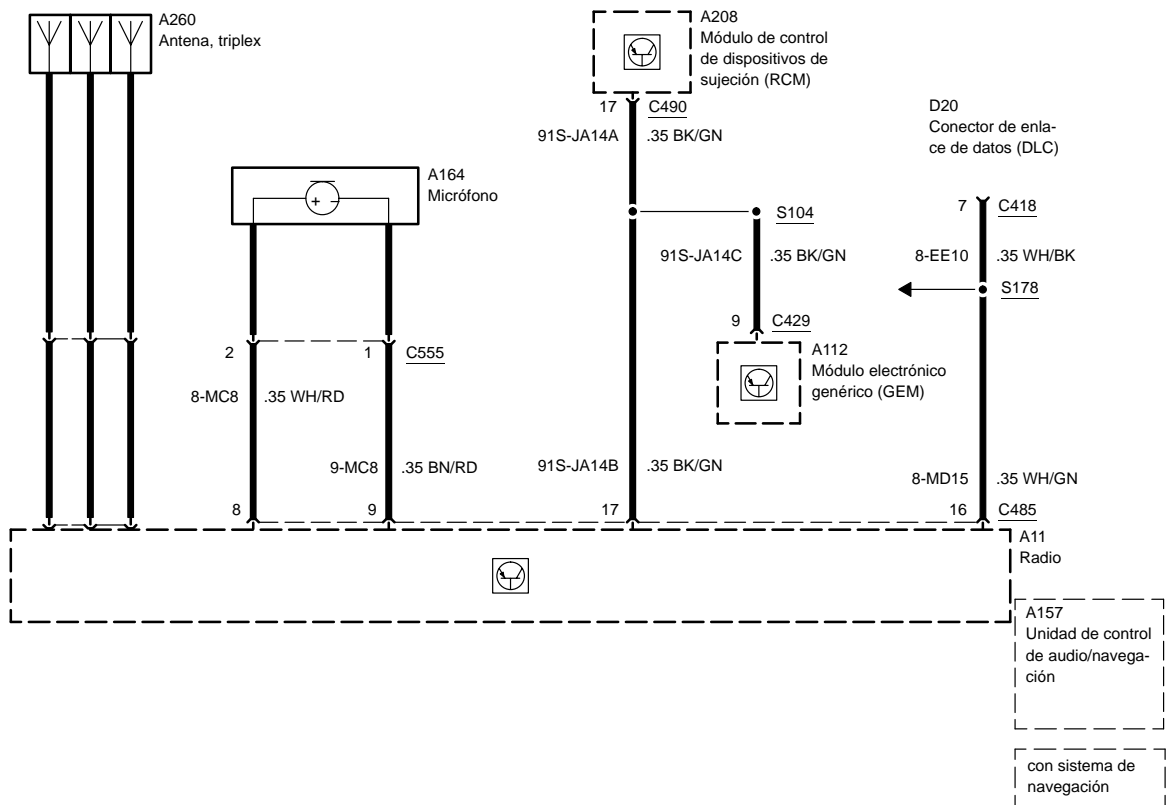 A260
Antena, triplex
A208
Módulo de control
de dispositivos de
sujeción (RCM)
17
C490
91S-JA14A
.35 BK/GN
D20
Conector de enla-
ce de datos (DLC)
A164
Micrófono
+
S104
91S-JA14C
.35 BK/GN
7
C418
8-EE10
.35 WH/BK
S178
9
C429
A112
Módulo electrónico
genérico (GEM)
2
1
C555
8-MC8
.35 WH/RD
9-MC8
.35 BN/RD
91S-JA14B
.35 BK/GN
8-MD15
.35 WH/GN
8
9
17
16
C485
A11
Radio
A157
Unidad de control
de audio/navega-
ción
con sistema de
navegación